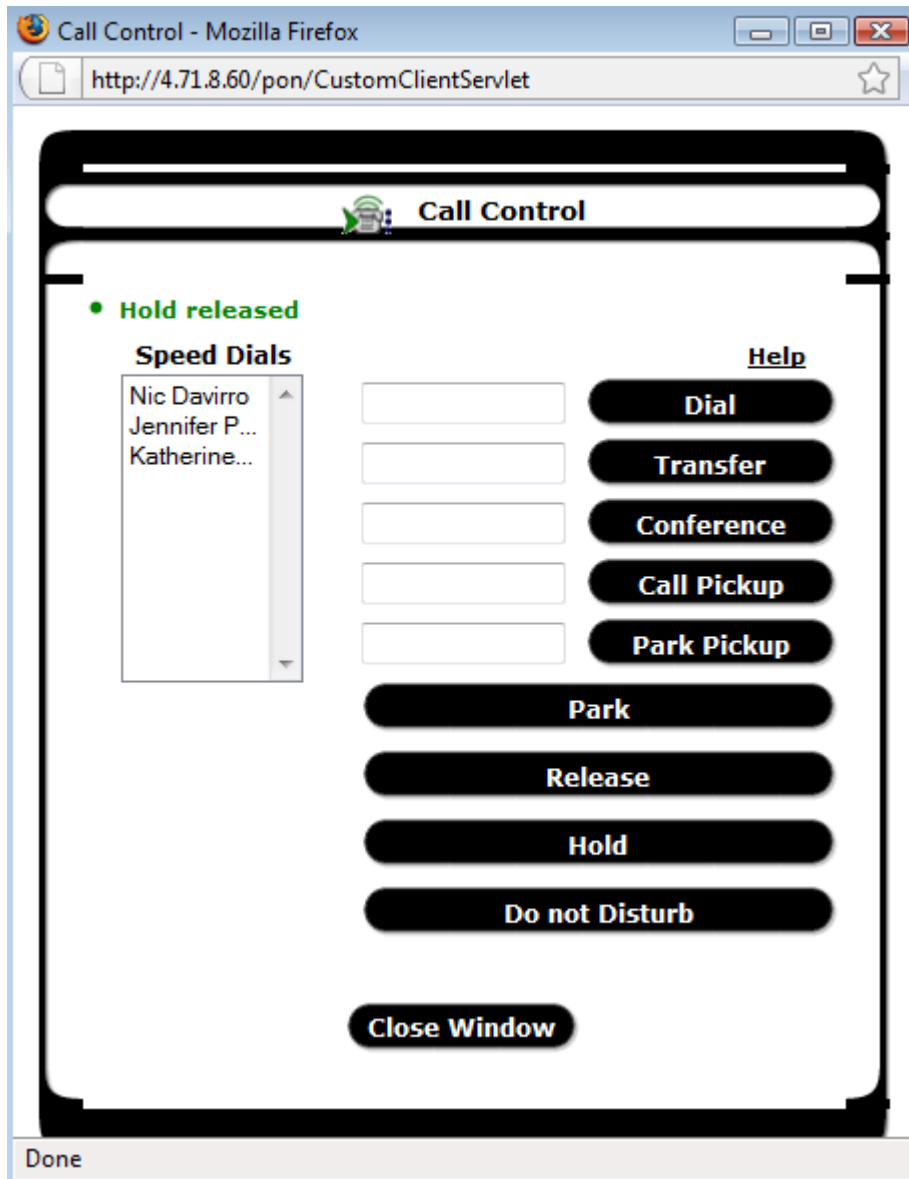 Call Control - Mozilla Firefox
http://4.71.8.60/pon/CustomClientServlet
Call Control
Hold released
Speed Dials
Help
Nic Davirro
Jennifer P...
Katherine...
Dial
Transfer
Conference
Call Pickup
Park Pickup
Park
Release
Hold
Do not Disturb
Close Window
Done